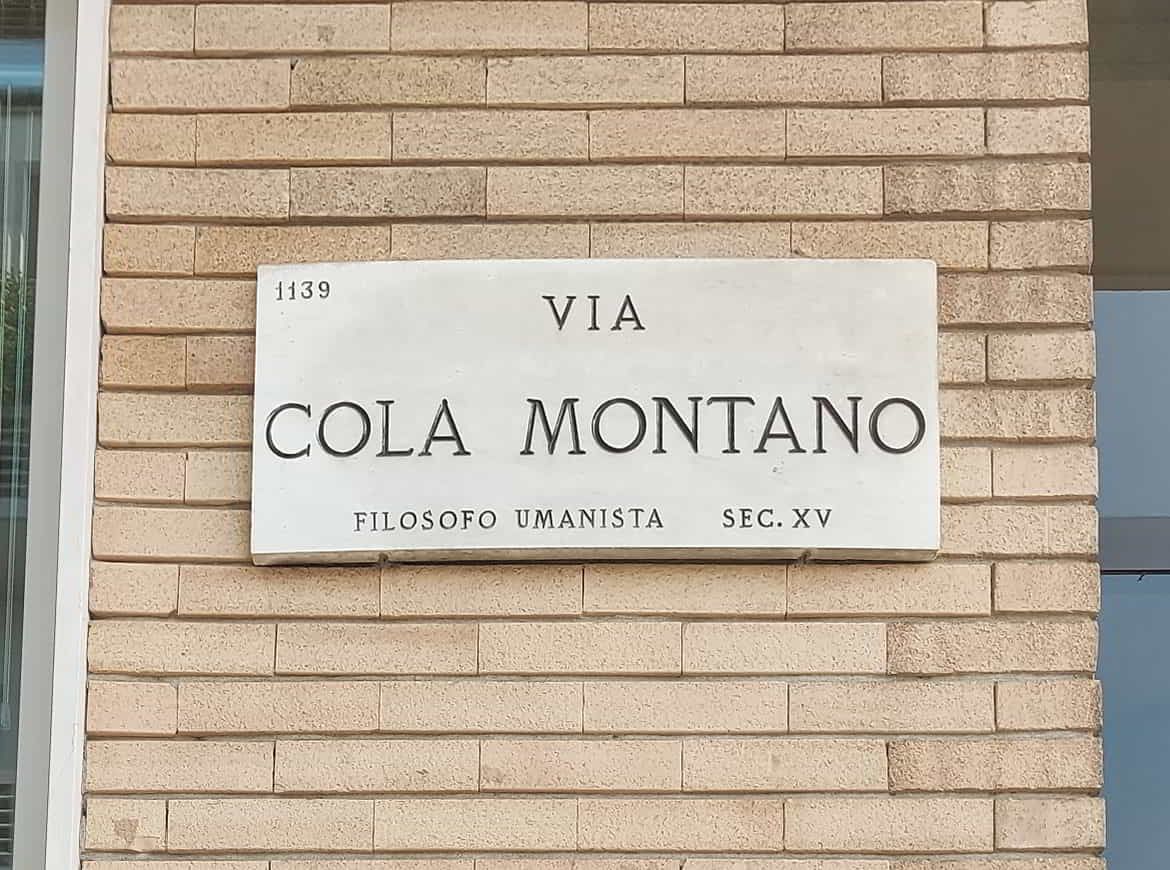 1139
VIA
COLA MONTANO
FILOSOFO UMANISTA SEC. XV